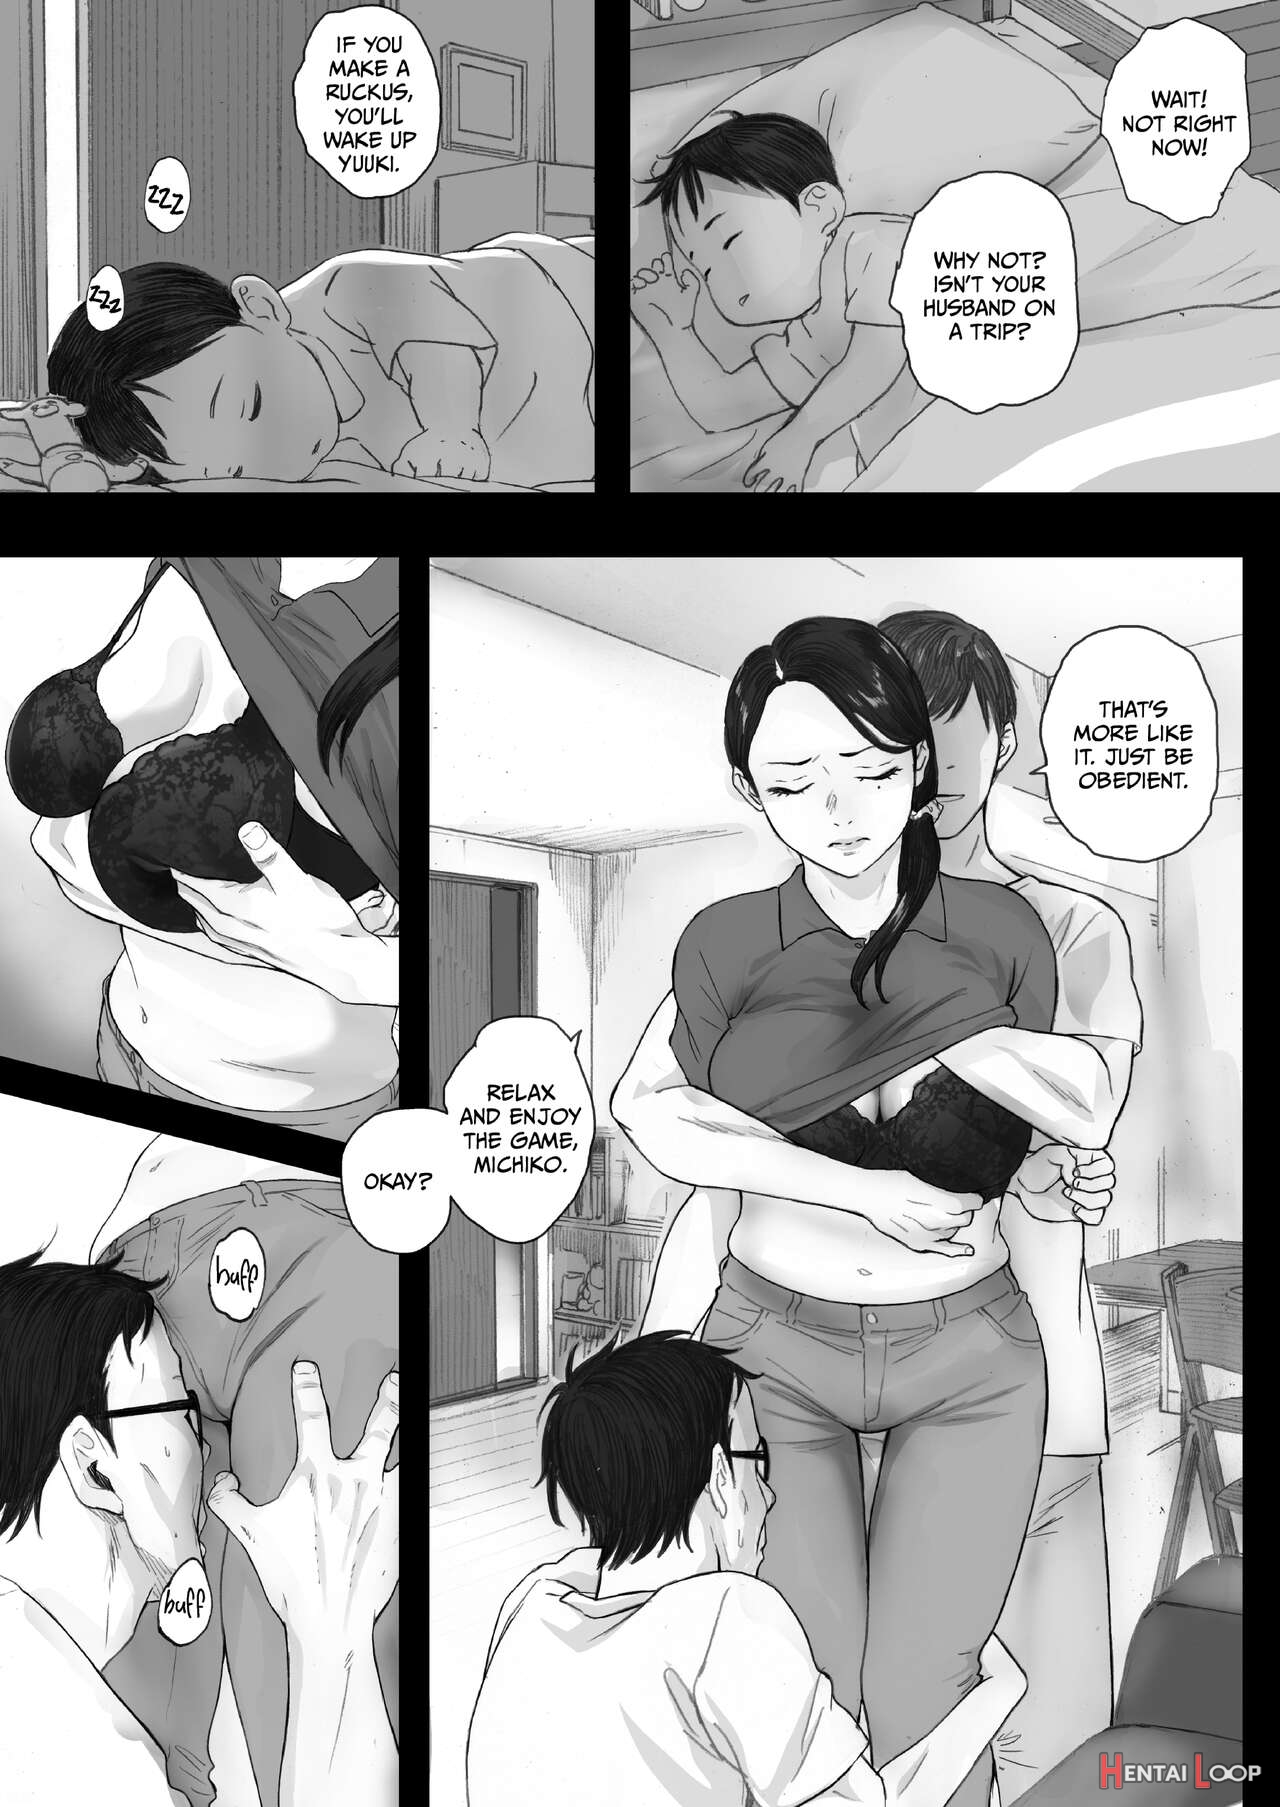 WAIT!
NOT RIGHT
NOW!
WHY NOT?
ISN'T YOUR
HUSBAND ON
A TRIP?
IF YOU
MAKE A
RUCKUS,
YOU'LL
WAKE UP
YUUKI.
ZZZ
ZZZ
THAT'S
MORE LIKE
IT. JUST BE
OBEDIENT.
RELAX
AND ENJOY
THE GAME,
MICHIKO.
OKAY?
huff
huff
HENTAI LOOP